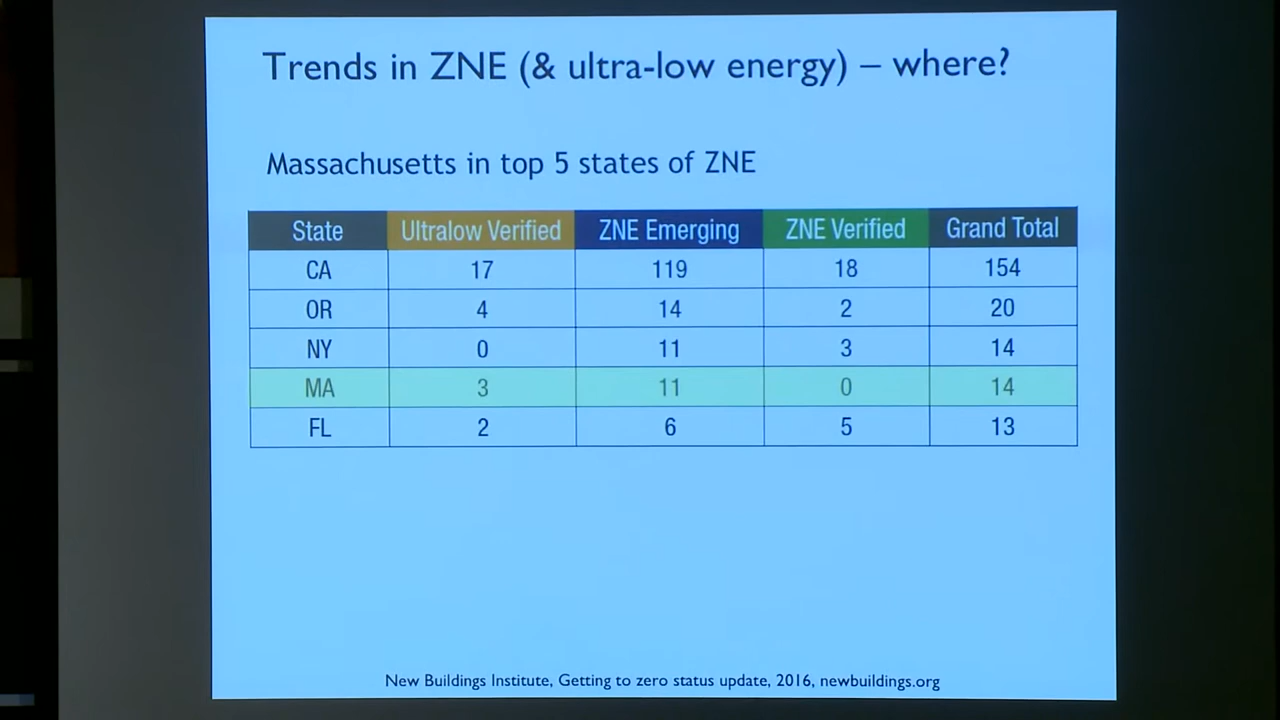 Trends in ZNE (& ultra-low energy) – where?
Massachusetts in top 5 states of ZNE
State Ultralow Verified ZNE Emerging ZNE Verified Grand Total
CA 17 119 18 154
OR 4 14 2 20
NY 0 11 3 14
MA 3 11 0 14
FL 2 6 5 13
New Buildings Institute, Getting to zero status update, 2016, newbuildings.org